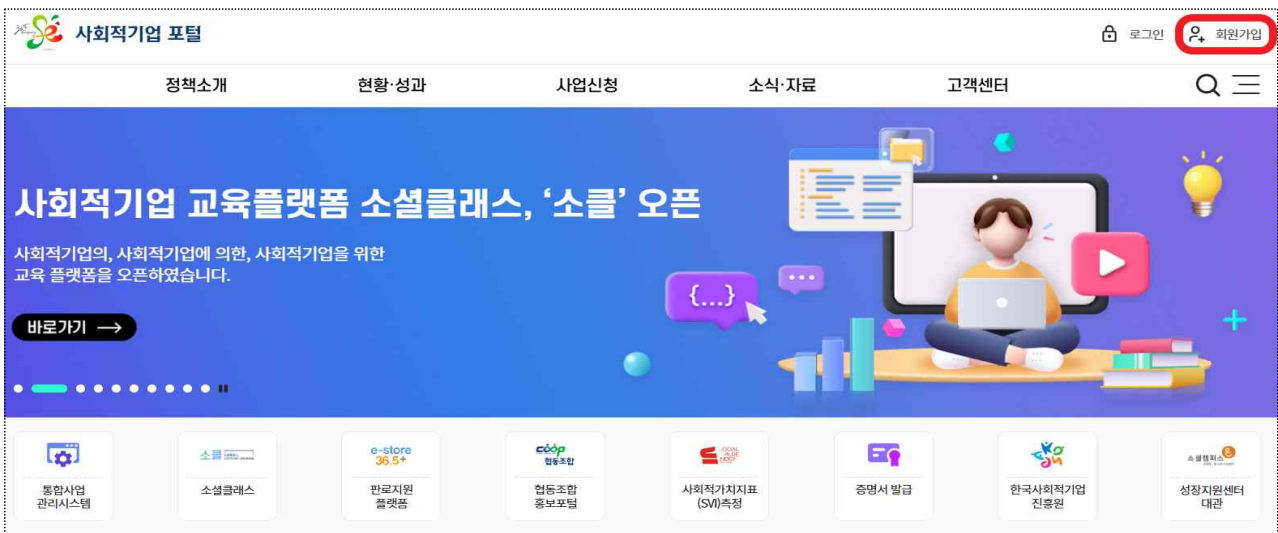 사회적기업 포털
로그인
회원가입
정책소개
현황·성과
사업신청
소식·자료
고객센터
사회적기업 교육플랫폼 소셜클래스, ‘소클’ 오픈
사회적기업의, 사회적기업에 의한, 사회적기업을 위한
교육 플랫폼을 오픈하였습니다.
바로가기 →
{...}
소클
e-store
36.5+
coop
협동조합
소셜캠퍼스
통합사업
관리시스템
소셜클래스
판로지원
플랫폼
협동조합
홍보포털
사회적가치지표
(SVI)측정
증명서 발급
한국사회적기업
진흥원
성장지원센터
대관